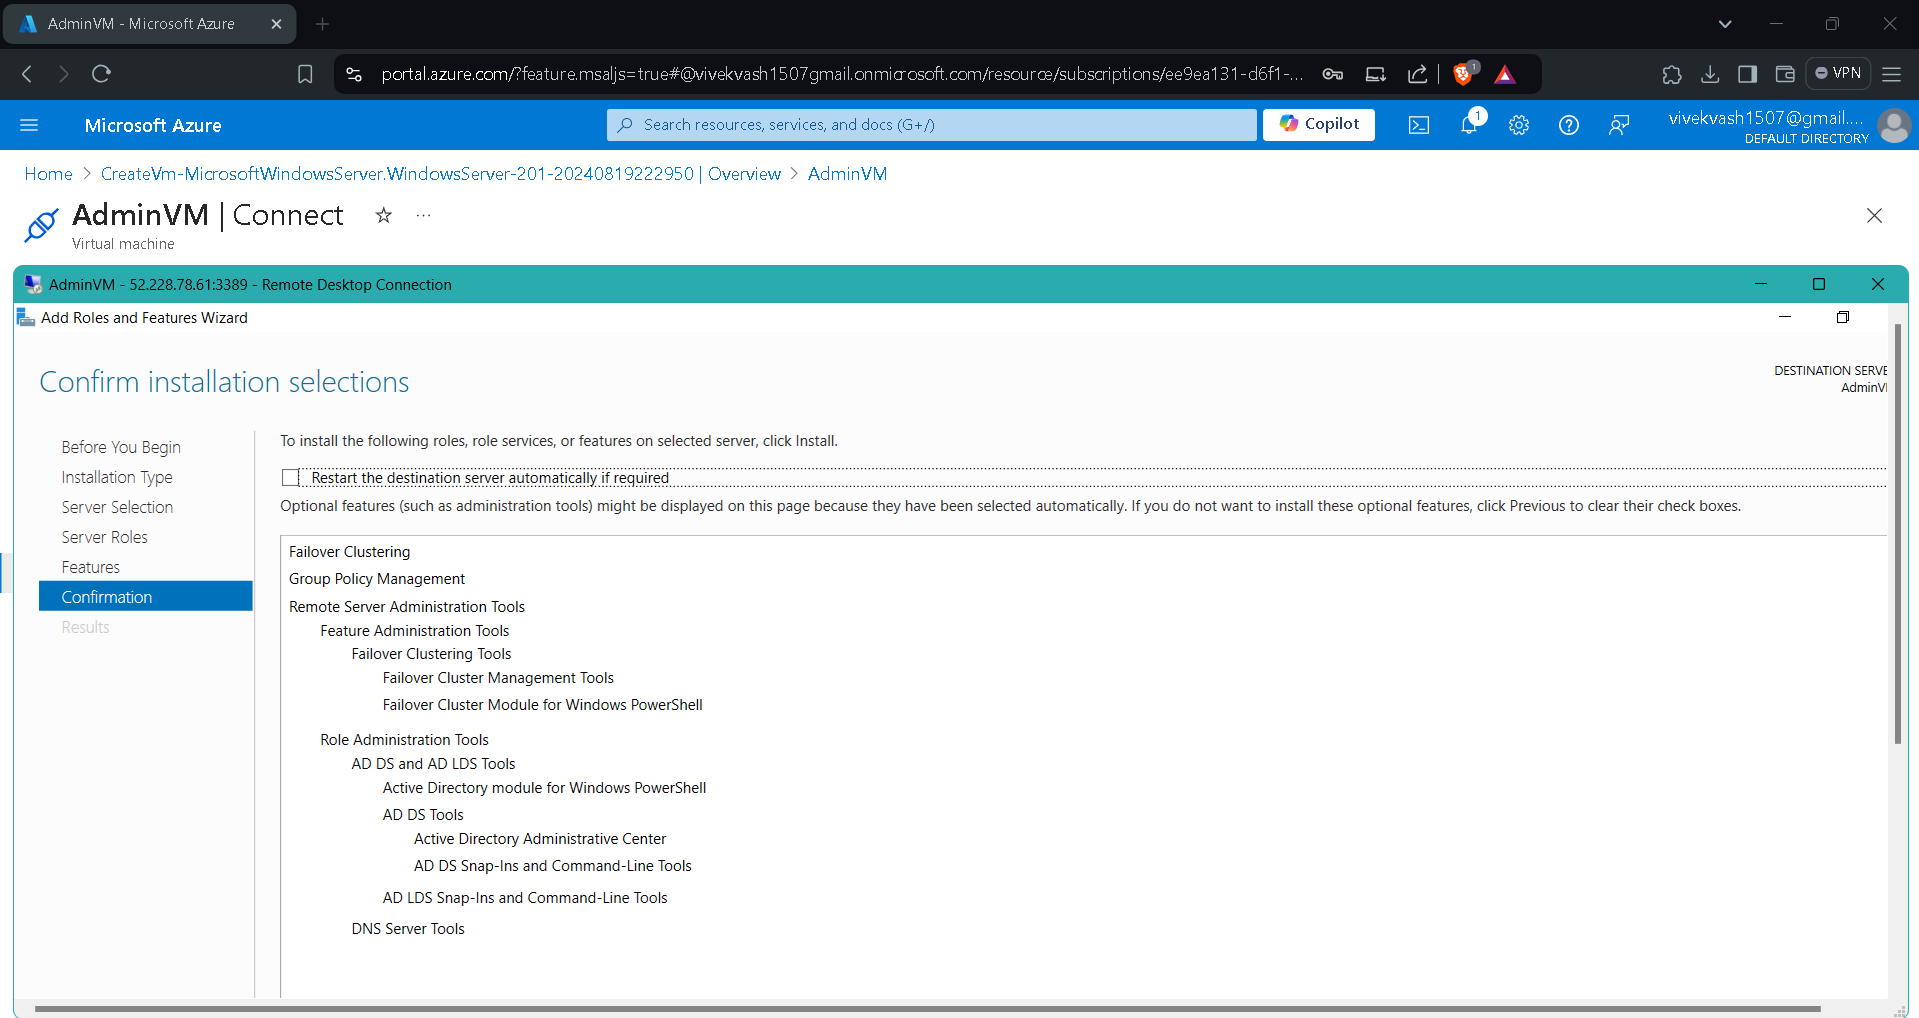 AdminVM - Microsoft Azure
portal.azure.com/?feature.msaljs=true#@vivekvash1507gmail.onmicrosoft.com/resource/subscriptions/ee9ea131-d6f1-...
1
VPN
Microsoft Azure
Search resources, services, and docs (G+/)
Copilot
1
vivekvash1507@gmail....
DEFAULT DIRECTORY
Home > CreateVm-MicrosoftWindowsServer.WindowsServer-201-20240819222950 | Overview > AdminVM
AdminVM | Connect
Virtual machine
AdminVM - 52.228.78.61:3389 - Remote Desktop Connection
Add Roles and Features Wizard
Confirm installation selections
DESTINATION SERVE
AdminV
Before You Begin
Installation Type
Server Selection
Server Roles
Features
Confirmation
Results
To install the following roles, role services, or features on selected server, click Install.
Restart the destination server automatically if required
Optional features (such as administration tools) might be displayed on this page because they have been selected automatically. If you do not want to install these optional features, click Previous to clear their check boxes.
Failover Clustering
Group Policy Management
Remote Server Administration Tools
Feature Administration Tools
Failover Clustering Tools
Failover Cluster Management Tools
Failover Cluster Module for Windows PowerShell
Role Administration Tools
AD DS and AD LDS Tools
Active Directory module for Windows PowerShell
AD DS Tools
Active Directory Administrative Center
AD DS Snap-Ins and Command-Line Tools
AD LDS Snap-Ins and Command-Line Tools
DNS Server Tools